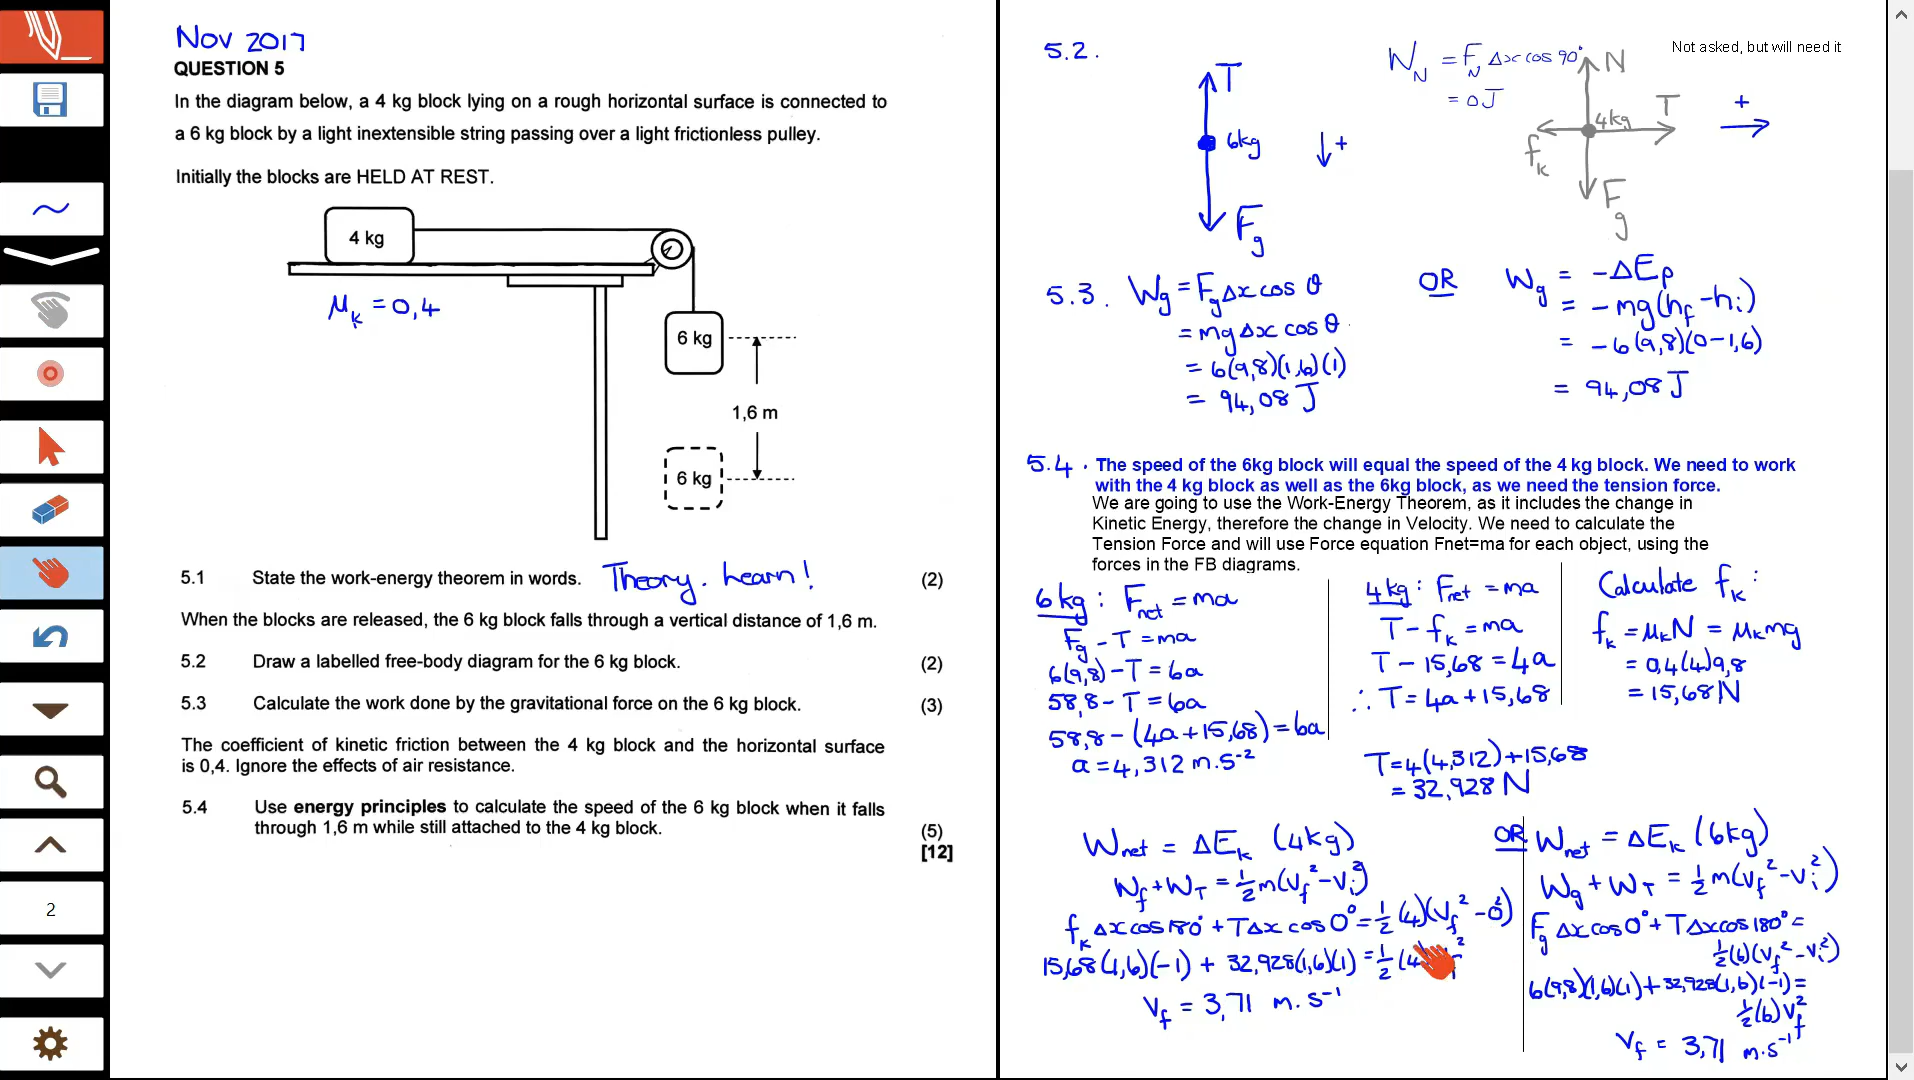 Nov 2017
QUESTION 5
In the diagram below, a 4 kg block lying on a rough horizontal surface is connected to
a 6 kg block by a light inextensible string passing over a light frictionless pulley.
Initially the blocks are HELD AT REST.
4 kg
μk = 0,4
6 kg
1,6 m
6 kg
5.1 State the work-energy theorem in words. Theory. Learn! (2)
When the blocks are released, the 6 kg block falls through a vertical distance of 1,6 m.
5.2 Draw a labelled free-body diagram for the 6 kg block. (2)
5.3 Calculate the work done by the gravitational force on the 6 kg block. (3)
The coefficient of kinetic friction between the 4 kg block and the horizontal surface
is 0,4. Ignore the effects of air resistance.
5.4 Use energy principles to calculate the speed of the 6 kg block when it falls
through 1,6 m while still attached to the 4 kg block. (5)
[12]
2
5.2.
T
6kg
↓+
Fg
WN = FN Δx cos 90°
= 0J
Not asked, but will need it
N
4kg
T
fk
Fg
+
5.3. Wg = Fg Δx cos θ
= mg Δx cos θ
= 6(9,8)(1,6)(1)
= 94,08 J
OR
Wg = -ΔEp
= -mg(hf - hi)
= -6(9,8)(0-1,6)
= 94,08 J
5.4. The speed of the 6kg block will equal the speed of the 4 kg block. We need to work
with the 4 kg block as well as the 6kg block, as we need the tension force.
We are going to use the Work-Energy Theorem, as it includes the change in
Kinetic Energy, therefore the change in Velocity. We need to calculate the
Tension Force and will use Force equation Fnet=ma for each object, using the
forces in the FB diagrams.
6kg: Fnet = ma
Fg - T = ma
6(9,8) - T = 6a
58,8 - T = 6a
58,8 - (4a + 15,68) = 6a
a = 4,312 m.s-2
4kg: Fnet = ma
T - fk = ma
T - 15,68 = 4a
∴ T = 4a + 15,68
T = 4(4,312) + 15,68
= 32,928 N
Calculate fk:
fk = μkN = μkmg
= 0,4(4)9,8
= 15,68 N
Wnet = ΔEk (4kg)
Wf + WT = ½m(vf² - vi²)
fk Δx cos 180° + TΔx cos 0° = ½(4)(vf² - 0²)
15,68(1,6)(-1) + 32,928(1,6)(1) = ½(4
vf = 3,71 m.s-1
OR
Wnet = ΔEk (6kg)
Wg + WT = ½m(vf² - vi²)
Fg Δx cos 0° + TΔx cos 180° =
½(6)(vf² - vi²)
6(9,8)(1,6)(1) + 32,928(1,6)(-1) =
½(6)vf²
vf = 3,71 m.s-1